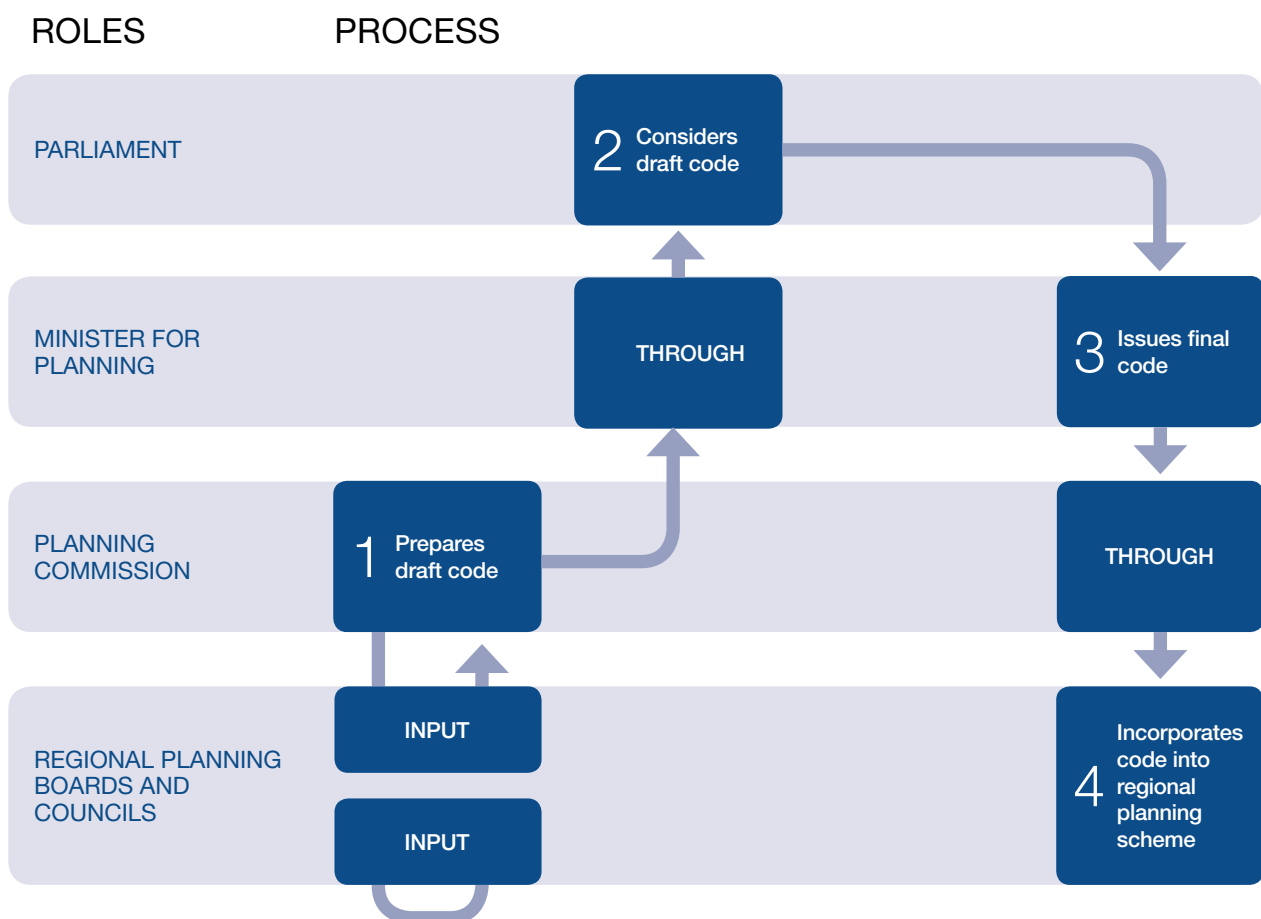 ROLES
PROCESS
PARLIAMENT
2 Considers
draft code
MINISTER FOR
PLANNING
THROUGH
3 Issues final
code
PLANNING
COMMISSION
1 Prepares
draft code
THROUGH
REGIONAL PLANNING
BOARDS AND
COUNCILS
INPUT
INPUT
4 Incorporates
code into
regional
planning
scheme